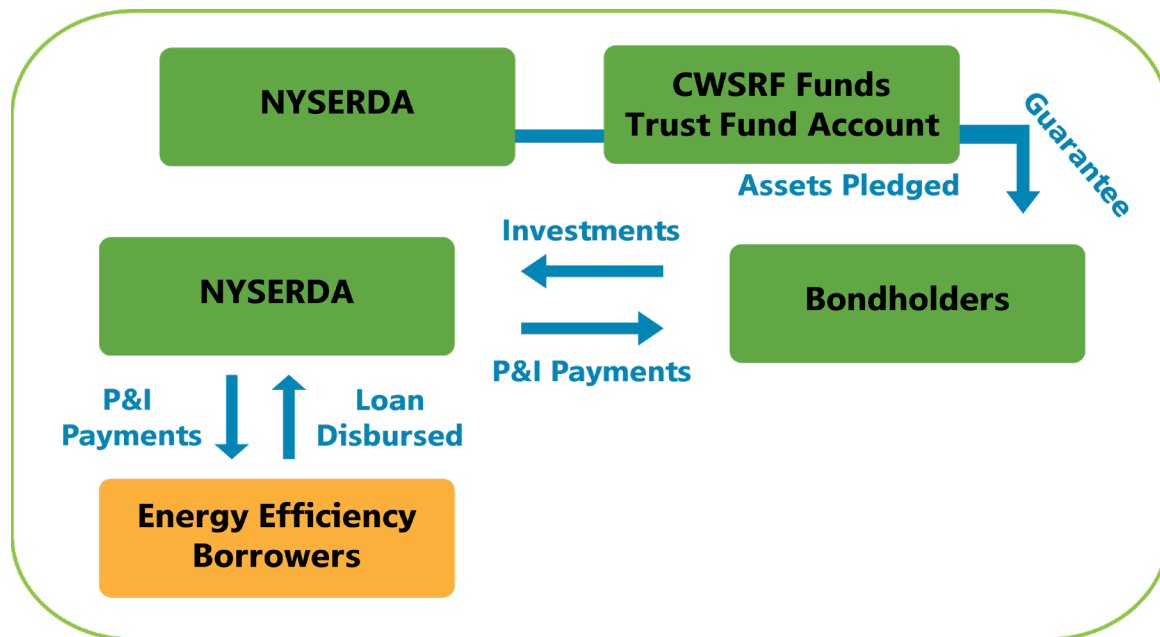 NYSERDA
CWSRF Funds
Trust Fund Account
Guarantee
Assets Pledged
Investments
NYSERDA
Bondholders
P&I Payments
P&I
Payments
Loan
Disbursed
Energy Efficiency
Borrowers